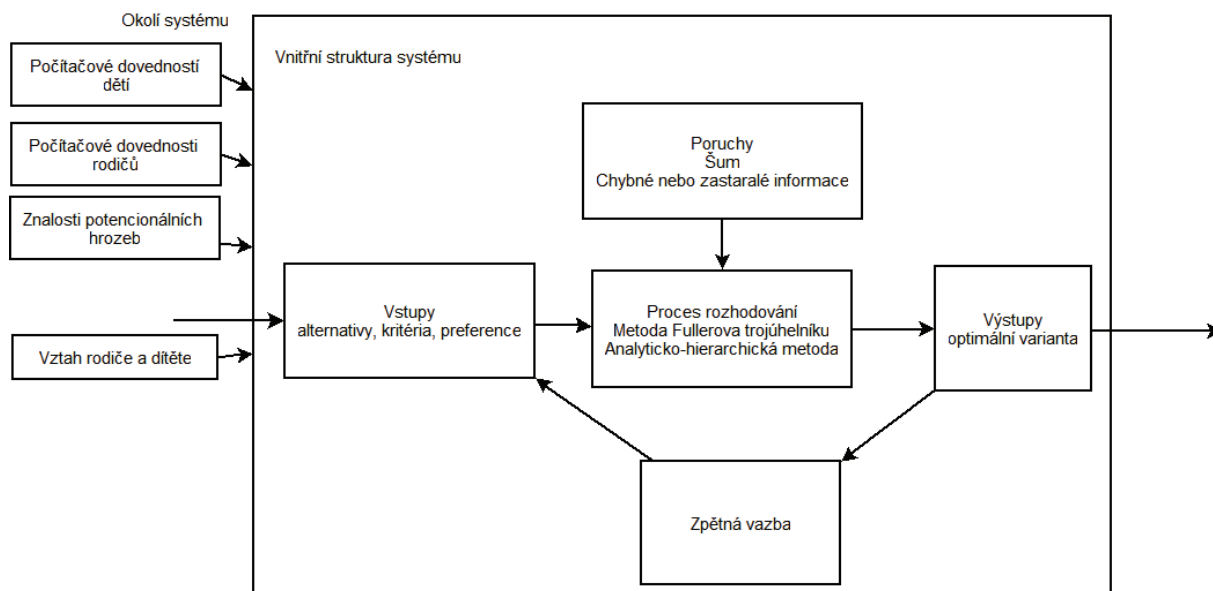 Okolí systému
Počítačové dovedností
dětí
Počítačové dovednosti
rodičů
Znalosti potencionálních
hrozeb
Vztah rodiče a dítěte
Vnitřní struktura systému
Poruchy
Šum
Chybné nebo zastaralé informace
Vstupy
alternativy, kritéria, preference
Proces rozhodování
Metoda Fullerova trojúhelníku
Analyticko-hierarchická metoda
Výstupy
optimální varianta
Zpětná vazba